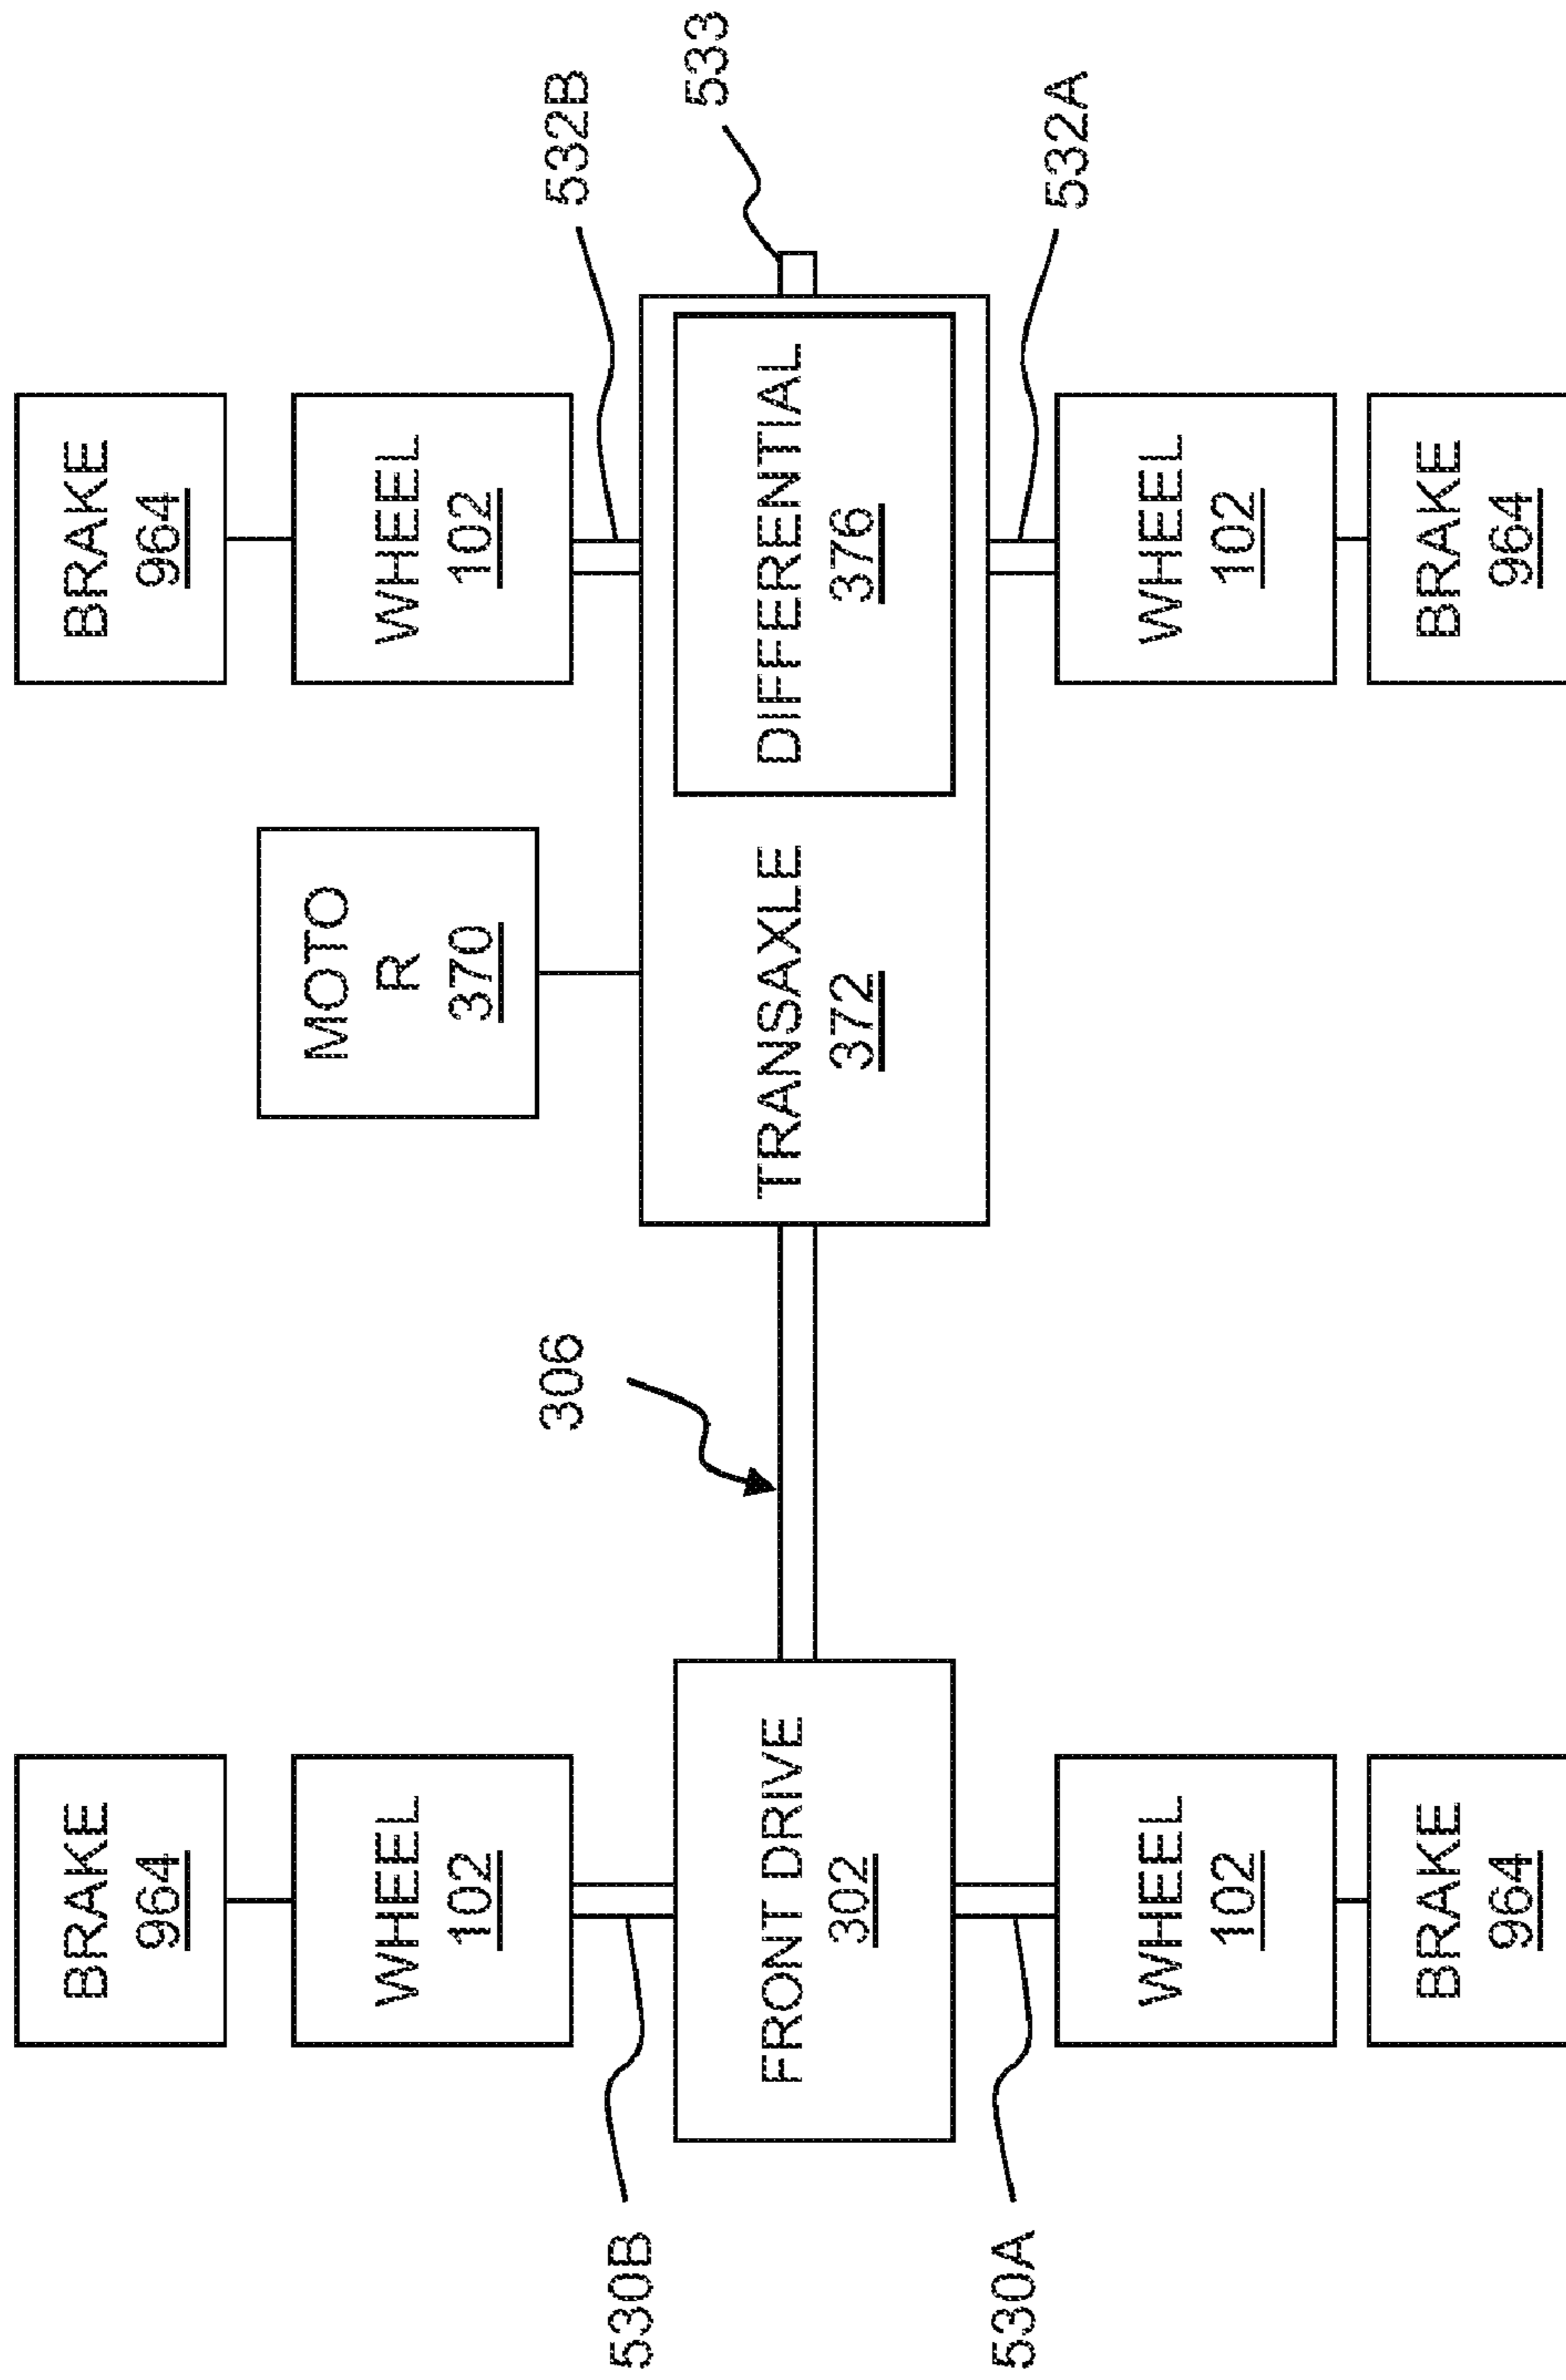 BRAKE
964
WHEEL
102
530B
FRONT DRIVE
302
530A
WHEEL
102
BRAKE
964
306
MOTO
R
370
TRANSAXLE
372
DIFFERENTIAL
376
BRAKE
964
WHEEL
102
532B
533
532A
WHEEL
102
BRAKE
964